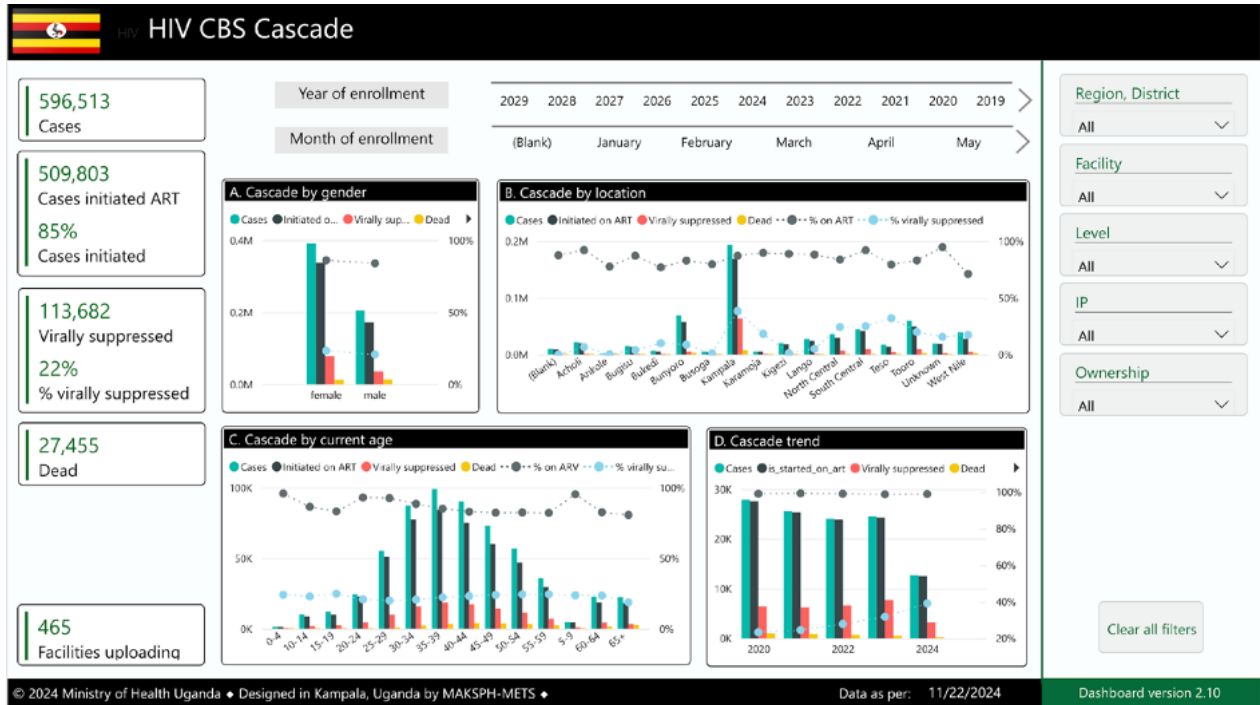 HIV HIV CBS Cascade
596,513
Cases
509,803
Cases initiated ART
85%
Cases initiated
113,682
Virally suppressed
22%
% virally suppressed
27,455
Dead
465
Facilities uploading
Year of enrollment
2029 2028 2027 2026 2025 2024 2023 2022 2021 2020 2019
Month of enrollment
(Blank) January February March April May
A. Cascade by gender
Cases Initiated o... Virally sup... Dead
0.4M 100%
0.2M 50%
0.0M 0%
female male
B. Cascade by location
Cases Initiated on ART Virally suppressed Dead % on ART % virally suppressed
0.2M 100%
0.1M 50%
0.0M 0%
(Blank) Acholi Ankole Bugisu Bukedi Bunyoro Busoga Kampala Karamoja Kigezi Lango North Central South Central Teso Tooro Unknown West Nile
C. Cascade by current age
Cases Initiated on ART Virally suppressed Dead % on ARV % virally su...
100K 100%
50K 50%
0K 0%
0-4 10-14 15-19 20-24 25-29 30-34 35-39 40-44 45-49 50-54 55-59 5-9 60-64 65+
D. Cascade trend
Cases is_started_on_art Virally suppressed Dead
30K 100%
80%
20K
60%
10K
40%
0K 20%
2020 2022 2024
Region, District
All
Facility
All
Level
All
IP
All
Ownership
All
Clear all filters
© 2024 Ministry of Health Uganda ◆ Designed in Kampala, Uganda by MAKSPH-METS ◆ Data as per: 11/22/2024 Dashboard version 2.10